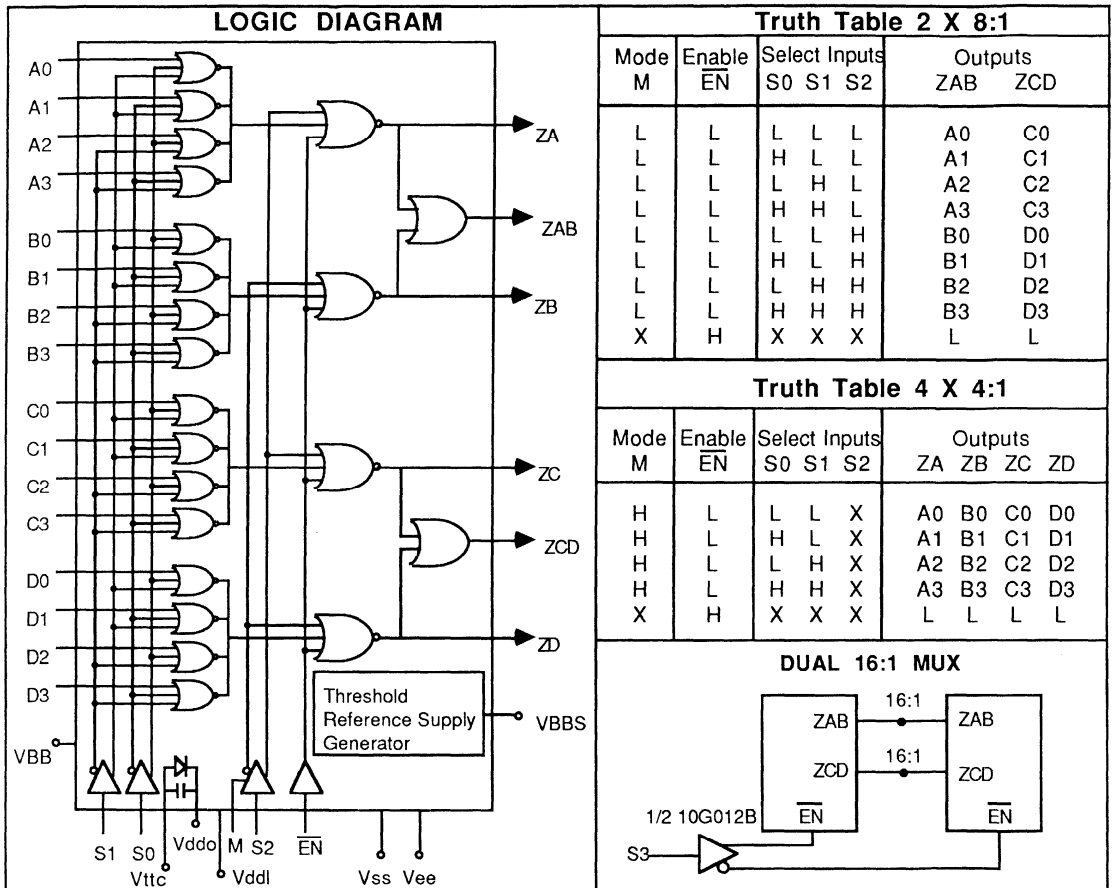 LOGIC DIAGRAM
A0
A1
A2
A3
B0
B1
B2
B3
C0
C1
C2
C3
D0
D1
D2
D3
ZA
ZAB
ZB
ZC
ZCD
ZD
Threshold
Reference Supply
Generator
VBBS
VBB
S1 S0 Vddo M S2 EN
Vttc Vddl Vss Vee
Truth Table 2 X 8:1
Mode Enable Select Inputs Outputs
M EN S0 S1 S2 ZAB ZCD
L L L L L A0 C0
L L H L L A1 C1
L L L H L A2 C2
L L H H L A3 C3
L L L L H B0 D0
L L H L H B1 D1
L L L H H B2 D2
L L H H H B3 D3
X H X X X L L
Truth Table 4 X 4:1
Mode Enable Select Inputs Outputs
M EN S0 S1 S2 ZA ZB ZC ZD
H L L L X A0 B0 C0 D0
H L H L X A1 B1 C1 D1
H L L H X A2 B2 C2 D2
H L H H X A3 B3 C3 D3
X H X X X L L L L
DUAL 16:1 MUX
ZAB 16:1 ZAB
ZCD 16:1 ZCD
1/2 10G012B EN EN
S3